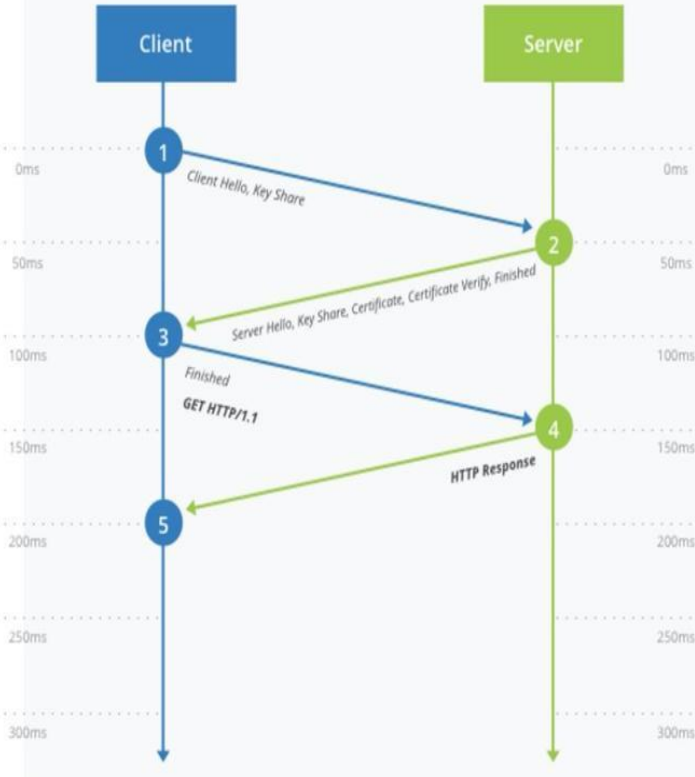 Client
Server
1
0ms
0ms
Client Hello, Key Share
2
50ms
50ms
Server Hello, Key Share, Certificate, Certificate Verify, Finished
3
100ms
100ms
Finished
GET HTTP/1.1
4
150ms
150ms
HTTP Response
5
200ms
200ms
250ms
250ms
300ms
300ms